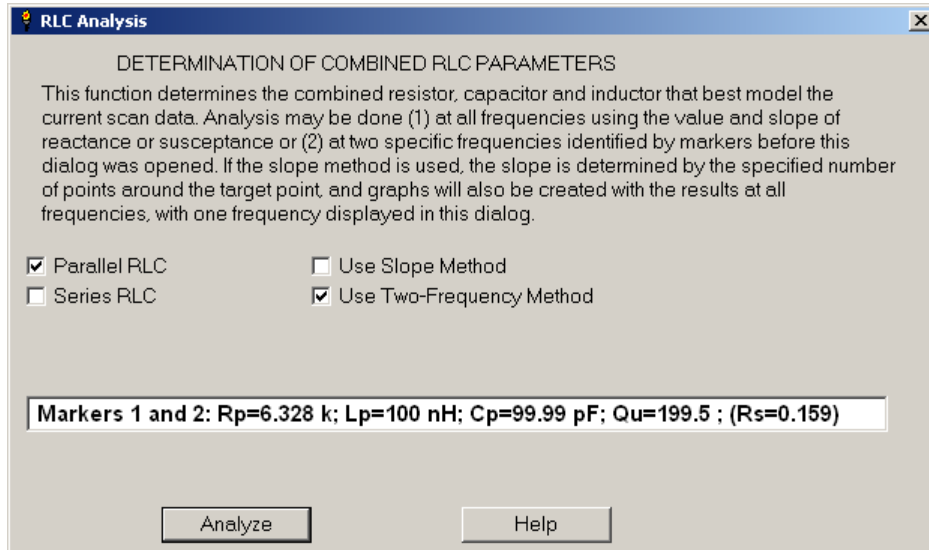 RLC Analysis
DETERMINATION OF COMBINED RLC PARAMETERS
This function determines the combined resistor, capacitor and inductor that best model the
current scan data. Analysis may be done (1) at all frequencies using the value and slope of
reactance or susceptance or (2) at two specific frequencies identified by markers before this
dialog was opened. If the slope method is used, the slope is determined by the specified number
of points around the target point, and graphs will also be created with the results at all
frequencies, with one frequency displayed in this dialog.
Parallel RLC
Use Slope Method
Series RLC
Use Two-Frequency Method
Markers 1 and 2: Rp=6.328 k; Lp=100 nH; Cp=99.99 pF; Qu=199.5 ; (Rs=0.159)
Analyze
Help